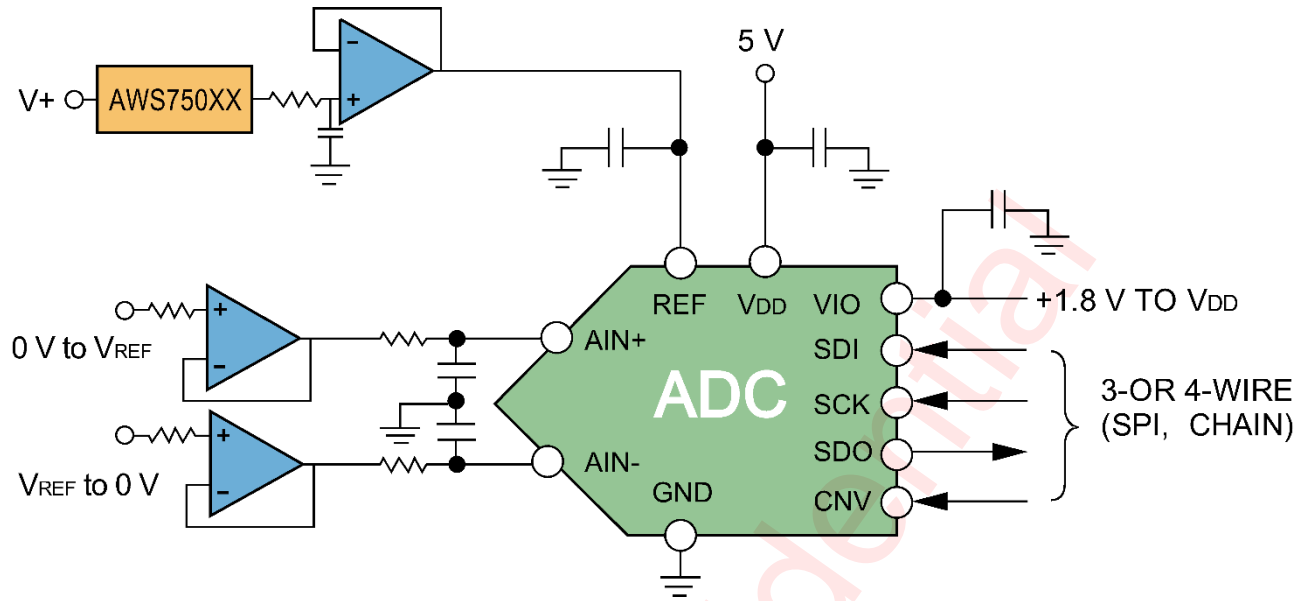 5 V
V+
AWS750XX
-
+
REF
VDD
VIO
+1.8 V TO VDD
+
-
0 V to VREF
AIN+
SDI
ADC
SCK
3-OR 4-WIRE
(SPI, CHAIN)
+
-
VREF to 0 V
AIN-
SDO
GND
CNV
dential